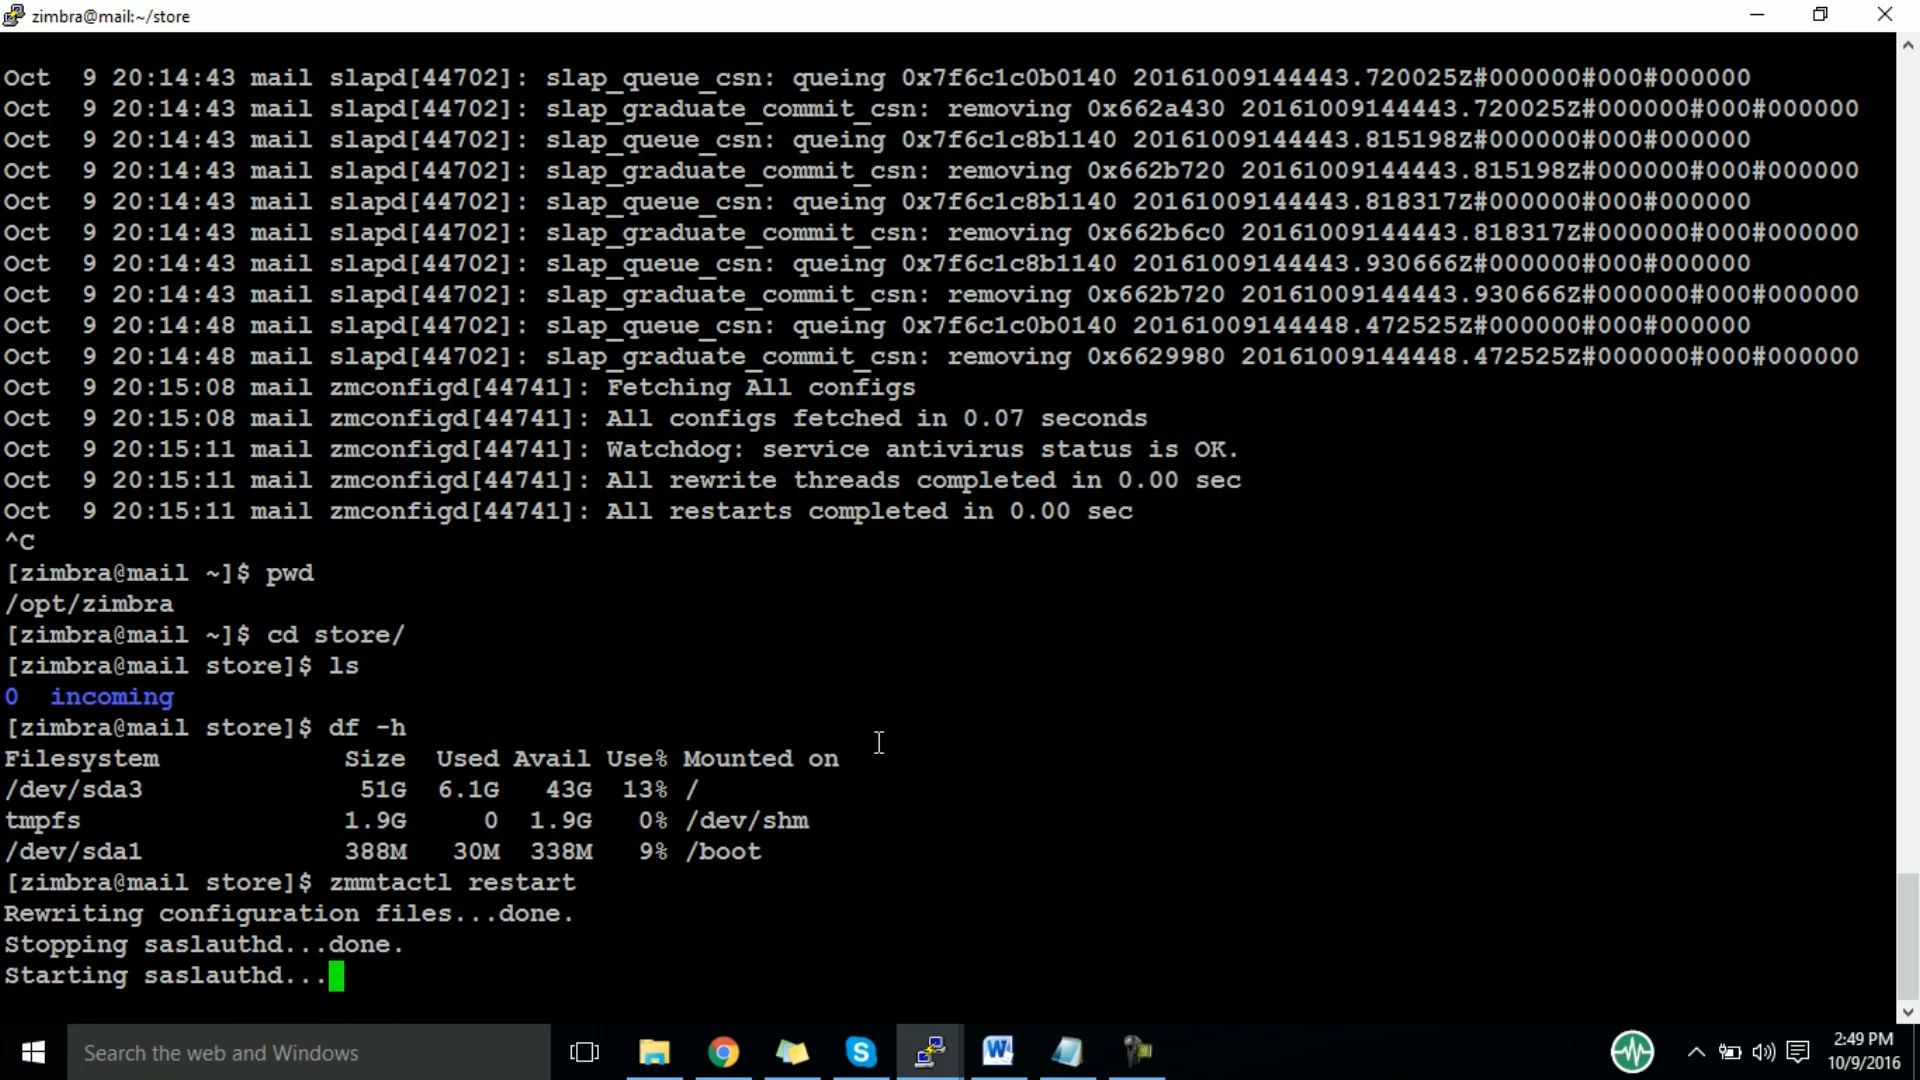 zimbra@mail:~/store
Oct  9 20:14:43 mail slapd[44702]: slap_queue_csn: queing 0x7f6c1c0b0140 20161009144443.720025Z#000000#000#000000
Oct  9 20:14:43 mail slapd[44702]: slap_graduate_commit_csn: removing 0x662a430 20161009144443.720025Z#000000#000#000000
Oct  9 20:14:43 mail slapd[44702]: slap_queue_csn: queing 0x7f6c1c8b1140 20161009144443.815198Z#000000#000#000000
Oct  9 20:14:43 mail slapd[44702]: slap_graduate_commit_csn: removing 0x662b720 20161009144443.815198Z#000000#000#000000
Oct  9 20:14:43 mail slapd[44702]: slap_queue_csn: queing 0x7f6c1c8b1140 20161009144443.818317Z#000000#000#000000
Oct  9 20:14:43 mail slapd[44702]: slap_graduate_commit_csn: removing 0x662b6c0 20161009144443.818317Z#000000#000#000000
Oct  9 20:14:43 mail slapd[44702]: slap_queue_csn: queing 0x7f6c1c8b1140 20161009144443.930666Z#000000#000#000000
Oct  9 20:14:43 mail slapd[44702]: slap_graduate_commit_csn: removing 0x662b720 20161009144443.930666Z#000000#000#000000
Oct  9 20:14:48 mail slapd[44702]: slap_queue_csn: queing 0x7f6c1c0b0140 20161009144448.472525Z#000000#000#000000
Oct  9 20:14:48 mail slapd[44702]: slap_graduate_commit_csn: removing 0x6629980 20161009144448.472525Z#000000#000#000000
Oct  9 20:15:08 mail zmconfigd[44741]: Fetching All configs
Oct  9 20:15:08 mail zmconfigd[44741]: All configs fetched in 0.07 seconds
Oct  9 20:15:11 mail zmconfigd[44741]: Watchdog: service antivirus status is OK.
Oct  9 20:15:11 mail zmconfigd[44741]: All rewrite threads completed in 0.00 sec
Oct  9 20:15:11 mail zmconfigd[44741]: All restarts completed in 0.00 sec
^C
[zimbra@mail ~]$ pwd
/opt/zimbra
[zimbra@mail ~]$ cd store/
[zimbra@mail store]$ ls
0  incoming
[zimbra@mail store]$ df -h
Filesystem            Size  Used Avail Use% Mounted on
/dev/sda3              51G  6.1G   43G  13% /
tmpfs                 1.9G     0  1.9G   0% /dev/shm
/dev/sda1             388M   30M  338M   9% /boot
[zimbra@mail store]$ zmmtactl restart
Rewriting configuration files...done.
Stopping saslauthd...done.
Starting saslauthd...
Search the web and Windows
2:49 PM
10/9/2016